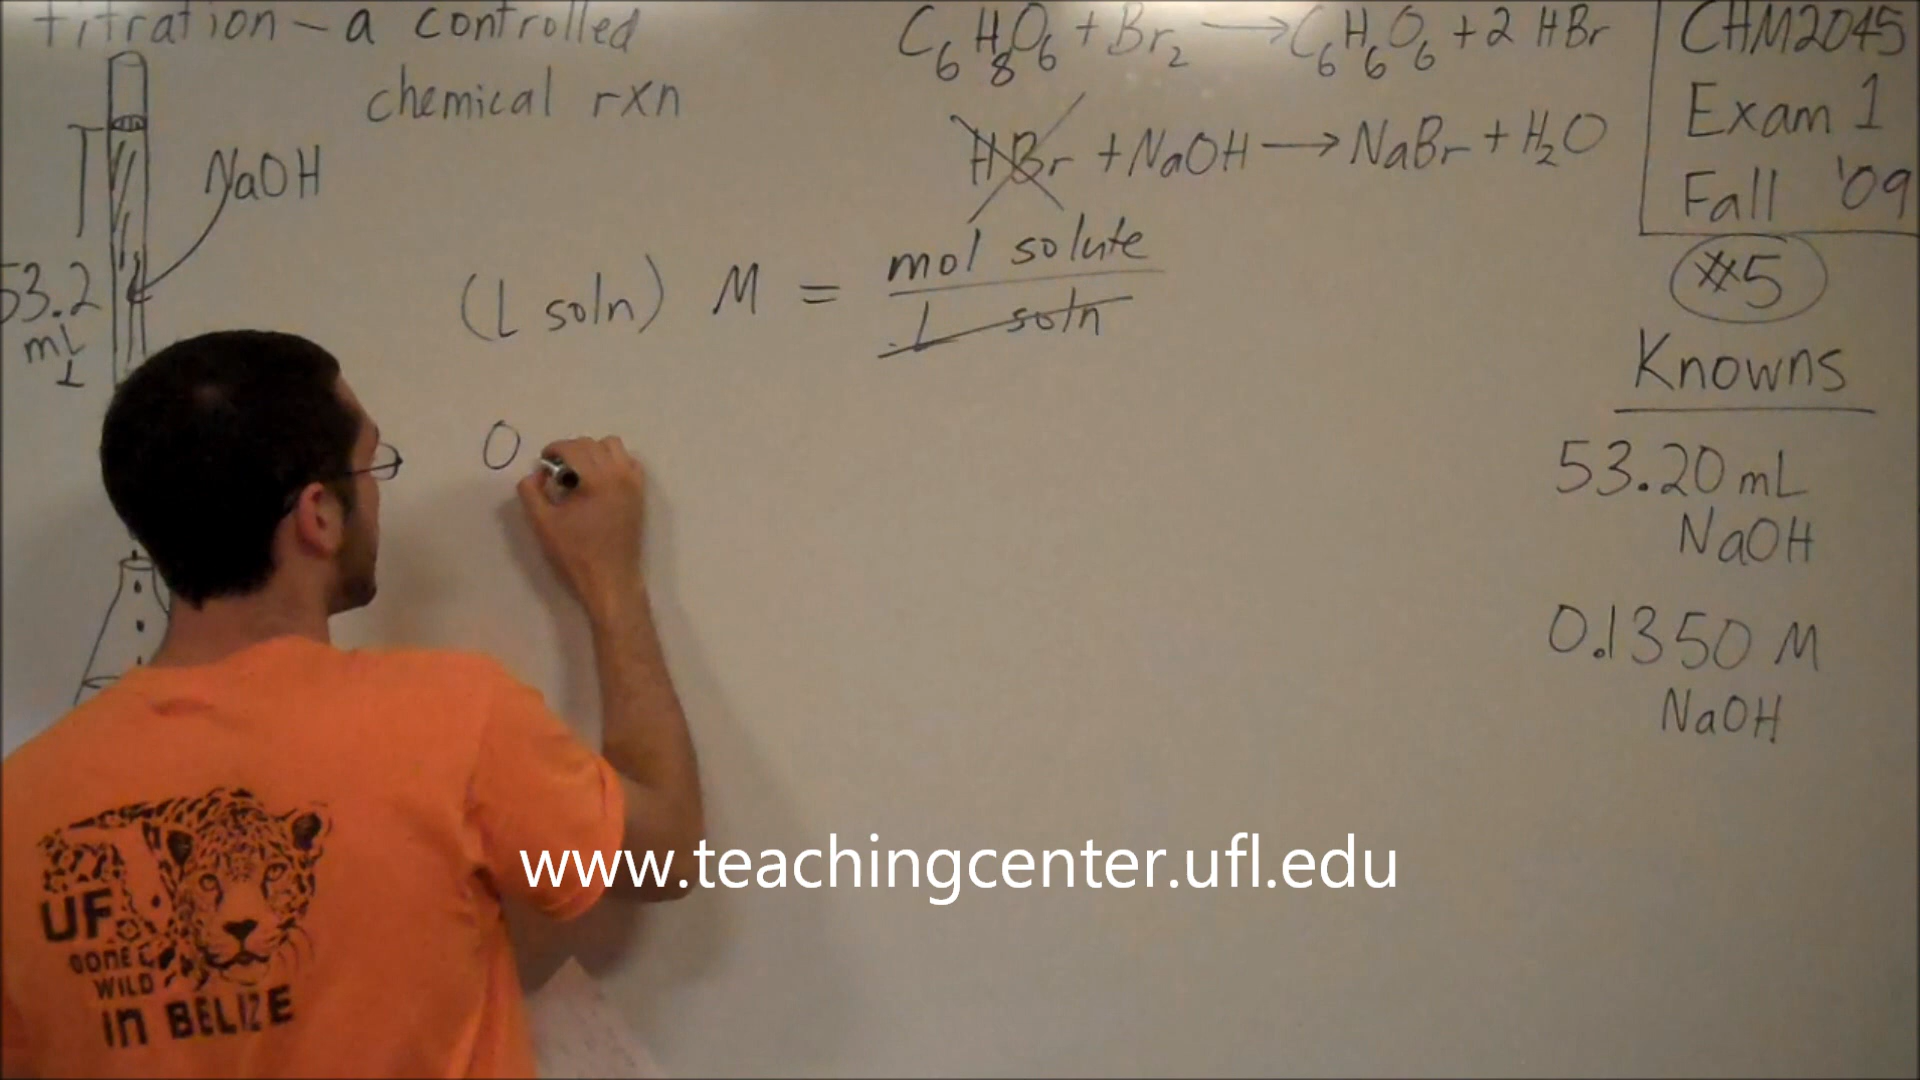 titration - a controlled
chemical rxn
NaOH
53.2
mL
C6H8O6 + Br2 → C6H6O6 + 2 HBr
HBr + NaOH → NaBr + H2O
(L soln) M = mol solute
L soln
0
CHM2045
Exam 1
Fall '09
#5
Knowns
53.20 mL
NaOH
0.1350 M
NaOH
www.teachingcenter.ufl.edu
UF
GONE
WILD
in BELIZE